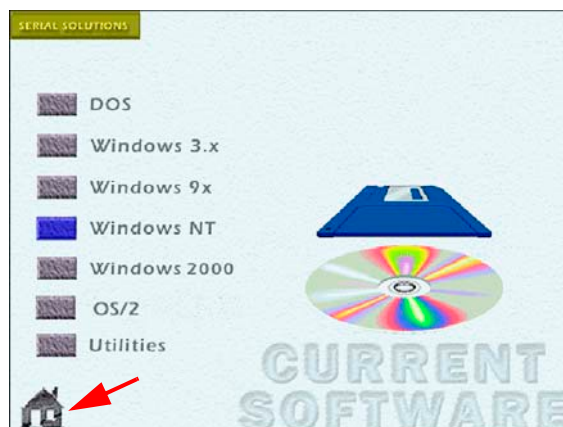 SERIAL SOLUTIONS
DOS
Windows 3.x
Windows 9x
Windows NT
Windows 2000
OS/2
Utilities
CURRENT
SOFTWARE